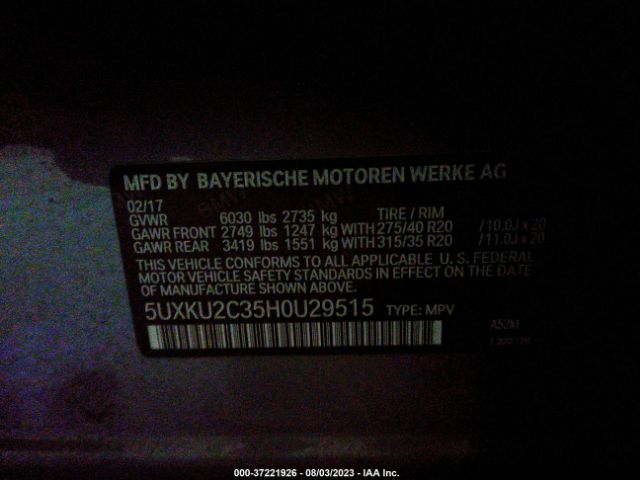 MFD BY BAYERISCHE MOTOREN WERKE AG
02/17
GVWR 6030 lbs 2735 kg TIRE / RIM
GAWR FRONT 2749 lbs 1247 kg WITH 275/40 R20 /10.0J x 20
GAWR REAR 3419 lbs 1551 kg WITH 315/35 R20 /11.0J x 20
THIS VEHICLE CONFORMS TO ALL APPLICABLE U.S. FEDERAL
MOTOR VEHICLE SAFETY STANDARDS IN EFFECT ON THE DATE
OF MANUFACTURE SHOWN ABOVE.
5UXKU2C35H0U29515 TYPE: MPV
A52M
000-37221926 - 08/03/2023 - IAA Inc.